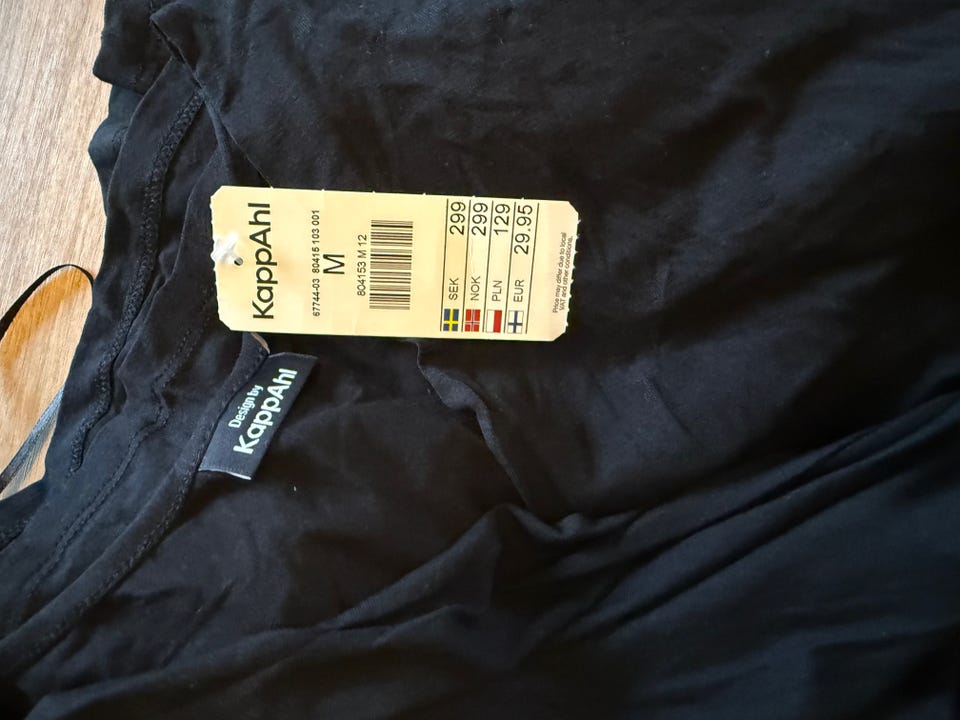 KappAhl
67744-03 80415 103 001
M
804153 M 12
SEK 299
NOK 299
PLN 129
EUR 29.95
Price may differ due to local
VAT and other conditions.
Design by
KappAhl